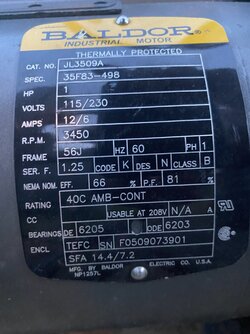 BALDOR
INDUSTRIAL MOTOR
THERMALLY PROTECTED
CAT. NO. JL3509A
SPEC. 35F83-498
HP 1
VOLTS 115/230
AMPS 12/6
R.P.M. 3450
FRAME 56J HZ 60 PH 1
SER. F. 1.25 CODE K DES N CLASS B
NEMA NOM. EFF. 66 % P.F. 81 %
RATING 40C AMB-CONT
CC USABLE AT 208V N/A A
BEARINGS DE 6205 ODE 6203
ENCL TEFC SN F0509073901
SFA 14.4/7.2
MFG. BY BALDOR ELECTRIC CO. U.S.A.
NP1257L